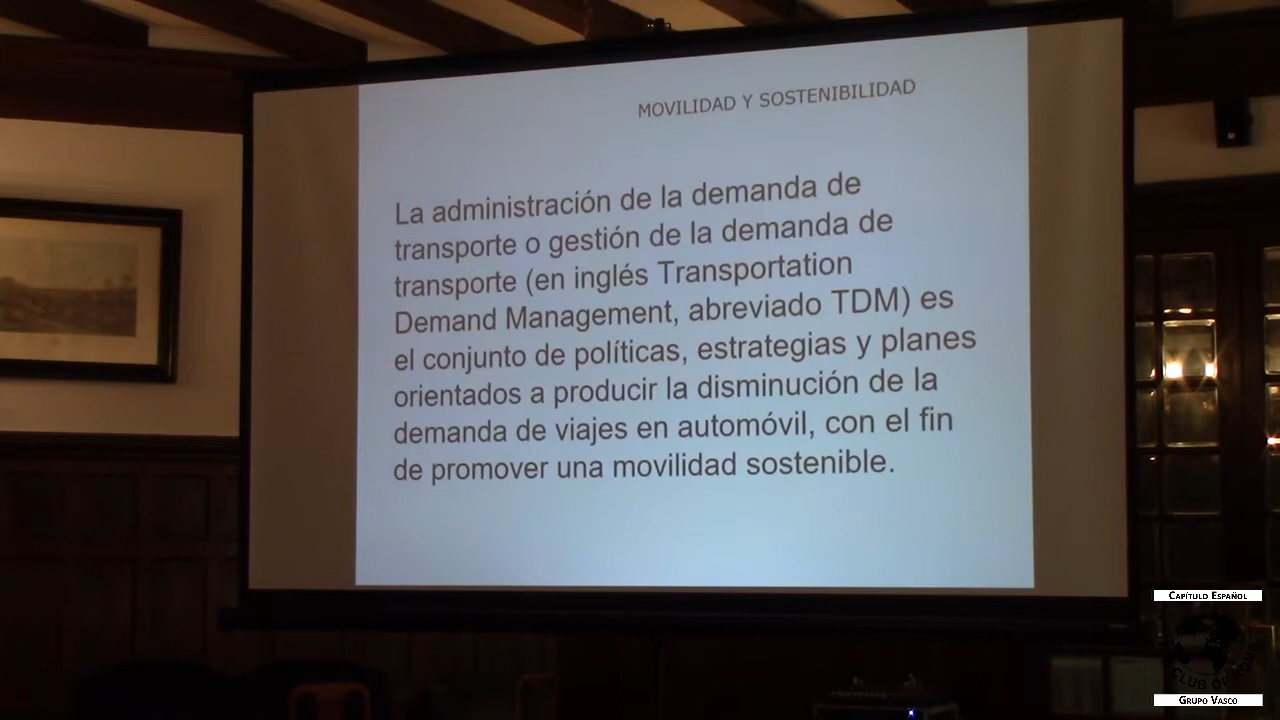 MOVILIDAD Y SOSTENIBILIDAD
La administración de la demanda de
transporte o gestión de la demanda de
transporte (en inglés Transportation
Demand Management, abreviado TDM) es
el conjunto de políticas, estrategias y planes
orientados a producir la disminución de la
demanda de viajes en automóvil, con el fin
de promover una movilidad sostenible.
Capítulo Español
CLUB OF
Grupo Vasco